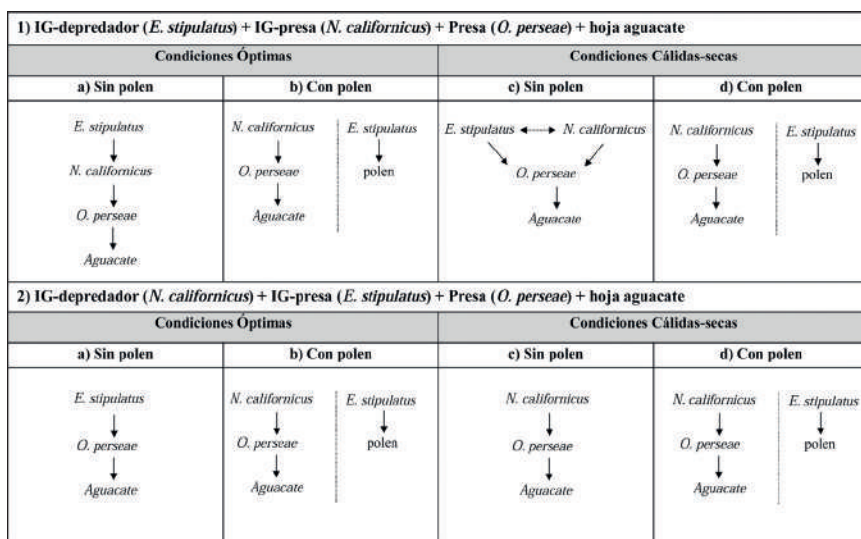 1) IG-depredador (E. stipulatus) + IG-presa (N. californicus) + Presa (O. perseae) + hoja aguacate
Condiciones Óptimas
Condiciones Cálidas-secas
a) Sin polen
b) Con polen
c) Sin polen
d) Con polen
E. stipulatus
N. californicus
O. perseae
Aguacate
N. californicus
O. perseae
Aguacate
E. stipulatus
polen
E. stipulatus
N. californicus
O. perseae
Aguacate
N. californicus
O. perseae
Aguacate
E. stipulatus
polen
2) IG-depredador (N. californicus) + IG-presa (E. stipulatus) + Presa (O. perseae) + hoja aguacate
Condiciones Óptimas
Condiciones Cálidas-secas
a) Sin polen
b) Con polen
c) Sin polen
d) Con polen
E. stipulatus
O. perseae
Aguacate
N. californicus
O. perseae
Aguacate
E. stipulatus
polen
N. californicus
O. perseae
Aguacate
N. californicus
O. perseae
Aguacate
E. stipulatus
polen